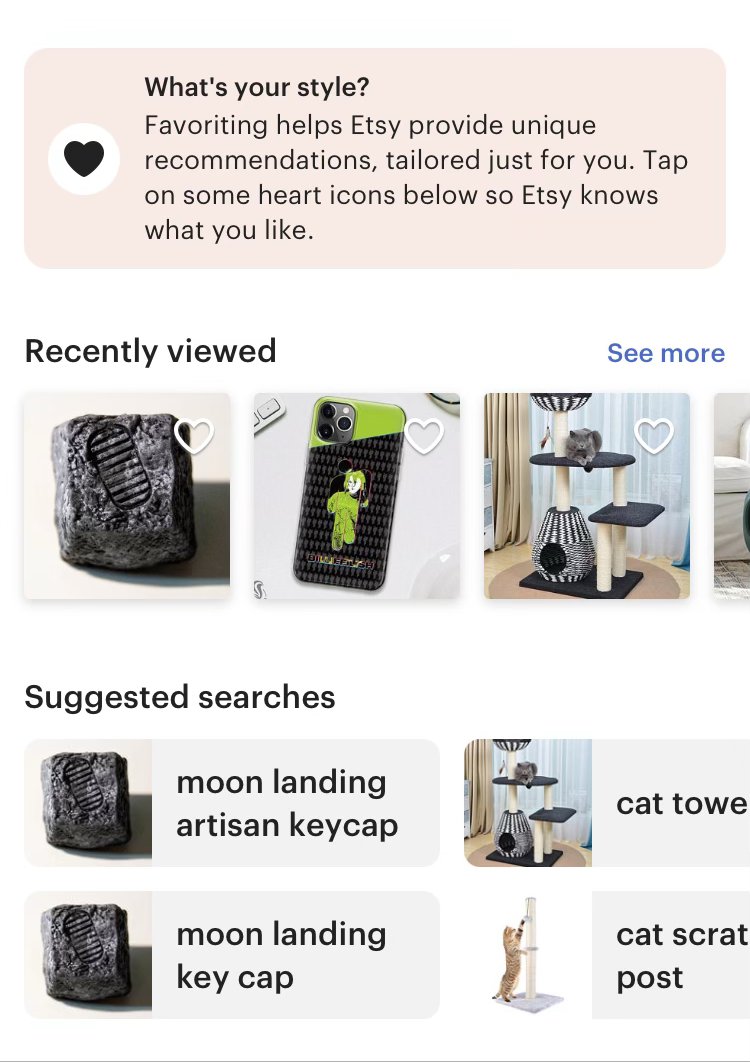 What's your style?
Favoriting helps Etsy provide unique
recommendations, tailored just for you. Tap
on some heart icons below so Etsy knows
what you like.
Recently viewed
See more
Suggested searches
moon landing
artisan keycap
cat towe
moon landing
key cap
cat scrat
post